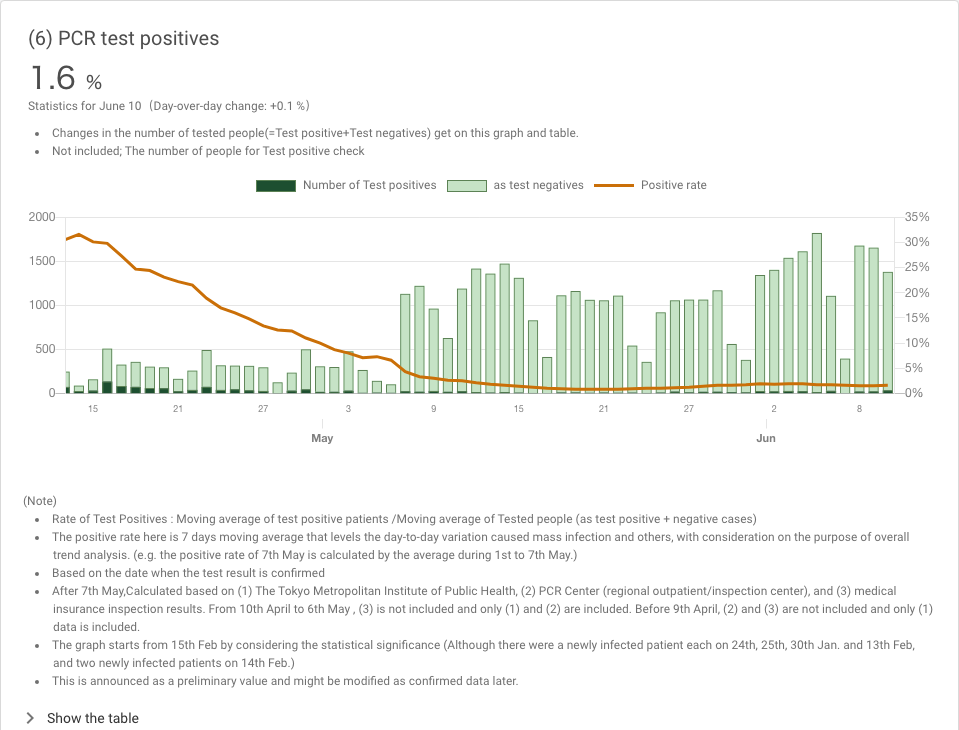 (6) PCR test positives
1.6 %
Statistics for June 10（Day-over-day change: +0.1 %）
Changes in the number of tested people(=Test positive+Test negatives) get on this graph and table.
Not included; The number of people for Test positive check
Number of Test positives as test negatives Positive rate
2000 35%
30%
1500 25%
20%
1000 15%
10%
500 5%
0 0%
15 21 27 3 9 15 21 27 2 8
May Jun
(Note)
Rate of Test Positives : Moving average of test positive patients /Moving average of Tested people (as test positive + negative cases)
The positive rate here is 7 days moving average that levels the day-to-day variation caused mass infection and others, with consideration on the purpose of overall
trend analysis. (e.g. the positive rate of 7th May is calculated by the average during 1st to 7th May.)
Based on the date when the test result is confirmed
After 7th May,Calculated based on (1) The Tokyo Metropolitan Institute of Public Health, (2) PCR Center (regional outpatient/inspection center), and (3) medical
insurance inspection results. From 10th April to 6th May , (3) is not included and only (1) and (2) are included. Before 9th April, (2) and (3) are not included and only (1)
data is included.
The graph starts from 15th Feb by considering the statistical significance (Although there were a newly infected patient each on 24th, 25th, 30th Jan. and 13th Feb,
and two newly infected patients on 14th Feb.)
This is announced as a preliminary value and might be modified as confirmed data later.
Show the table